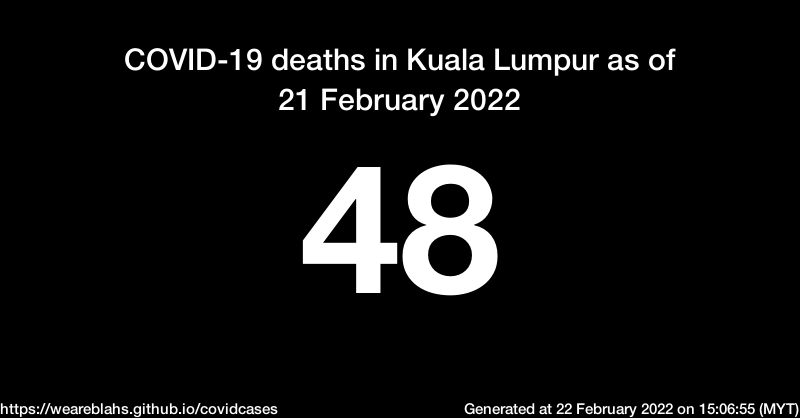 COVID-19 deaths in Kuala Lumpur as of
21 February 2022
48
https://weareblahs.github.io/covidcases
Generated at 22 February 2022 on 15:06:55 (MYT)